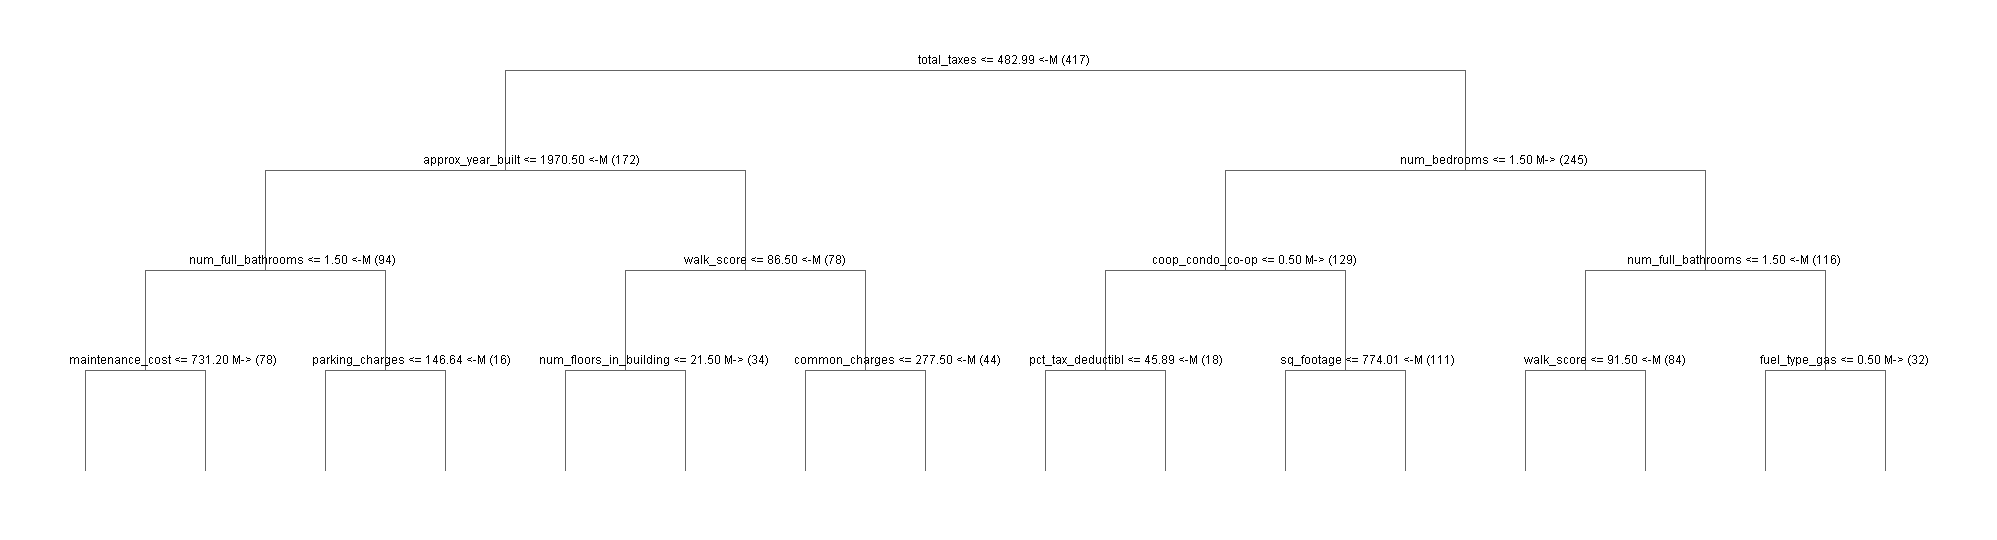 total_taxes <= 482.99 <-M (417)
approx_year_built <= 1970.50 <-M (172)
num_bedrooms <= 1.50 M-> (245)
num_full_bathrooms <= 1.50 <-M (94)
walk_score <= 86.50 <-M (78)
coop_condo_co-op <= 0.50 M-> (129)
num_full_bathrooms <= 1.50 <-M (116)
maintenance_cost <= 731.20 M-> (78)
parking_charges <= 146.64 <-M (16)
num_floors_in_building <= 21.50 M-> (34)
common_charges <= 277.50 <-M (44)
pct_tax_deductibl <= 45.89 <-M (18)
sq_footage <= 774.01 <-M (111)
walk_score <= 91.50 <-M (84)
fuel_type_gas <= 0.50 M-> (32)